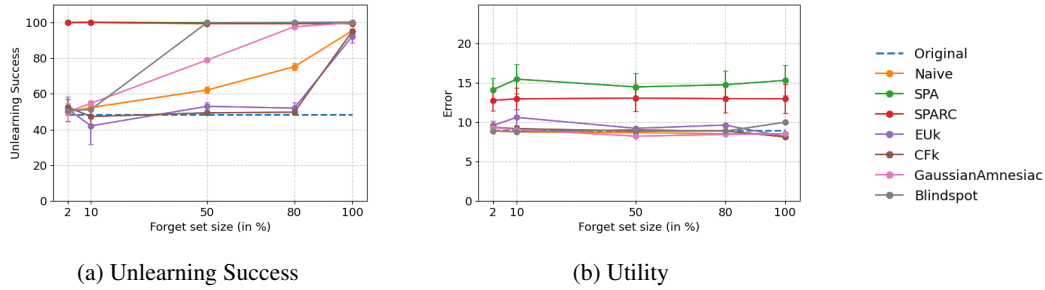 100
80
60
40
20
0
Unlearning Success
2 10 50 80 100
Forget set size (in %)
(a) Unlearning Success
20
15
10
5
0
Error
2 10 50 80 100
Forget set size (in %)
(b) Utility
Original
Naive
SPA
SPARC
EUk
CFk
GaussianAmnesiac
Blindspot